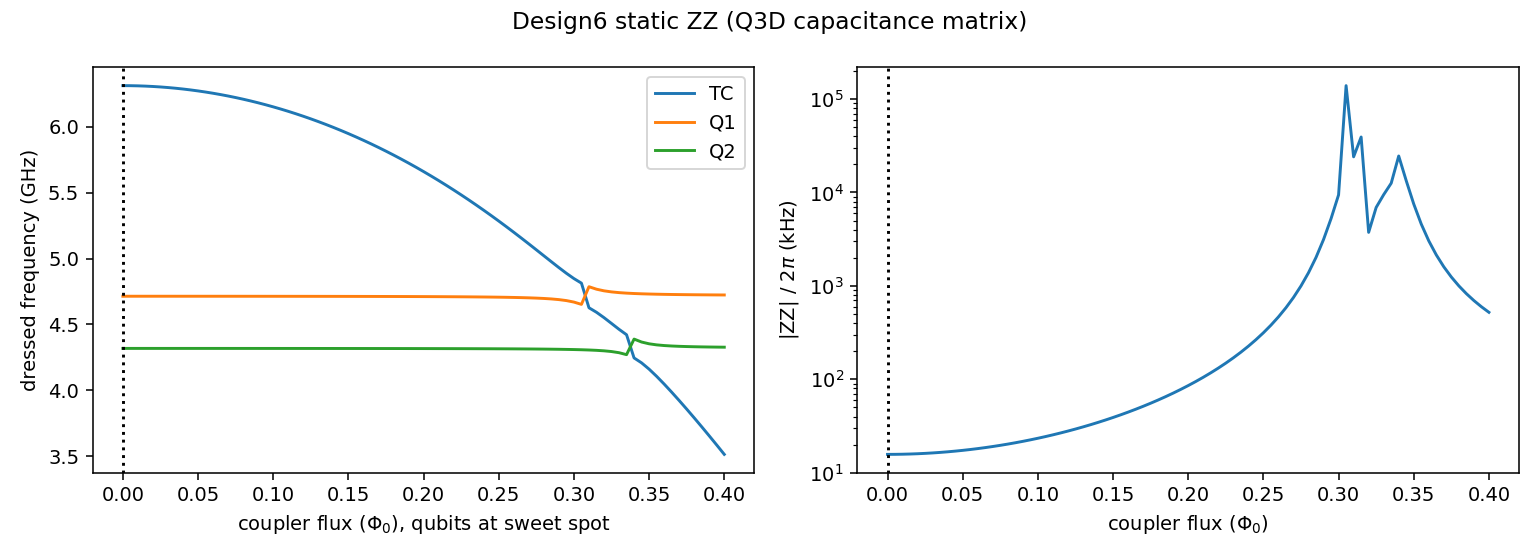 Design6 static ZZ (Q3D capacitance matrix)
dressed frequency (GHz)
6.0
5.5
5.0
4.5
4.0
3.5
TC
Q1
Q2
0.00 0.05 0.10 0.15 0.20 0.25 0.30 0.35 0.40
coupler flux (Φ₀), qubits at sweet spot
|ZZ| / 2π (kHz)
10⁵
10⁴
10³
10²
10¹
0.00 0.05 0.10 0.15 0.20 0.25 0.30 0.35 0.40
coupler flux (Φ₀)